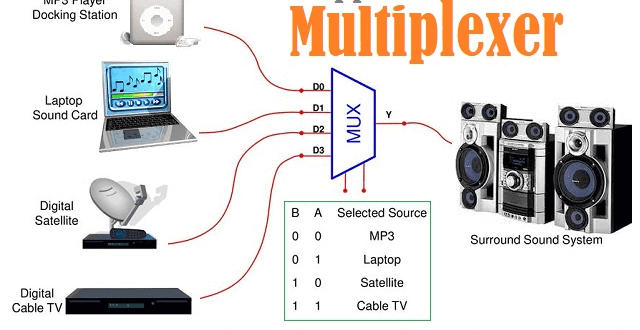 MP3 Player
Docking Station
Multiplexer
D0
Laptop
Sound Card
D1
D2
D3
MUX
Y
Digital
Satellite
B A Selected Source
0 0 MP3
0 1 Laptop
1 0 Satellite
1 1 Cable TV
Surround Sound System
Digital
Cable TV